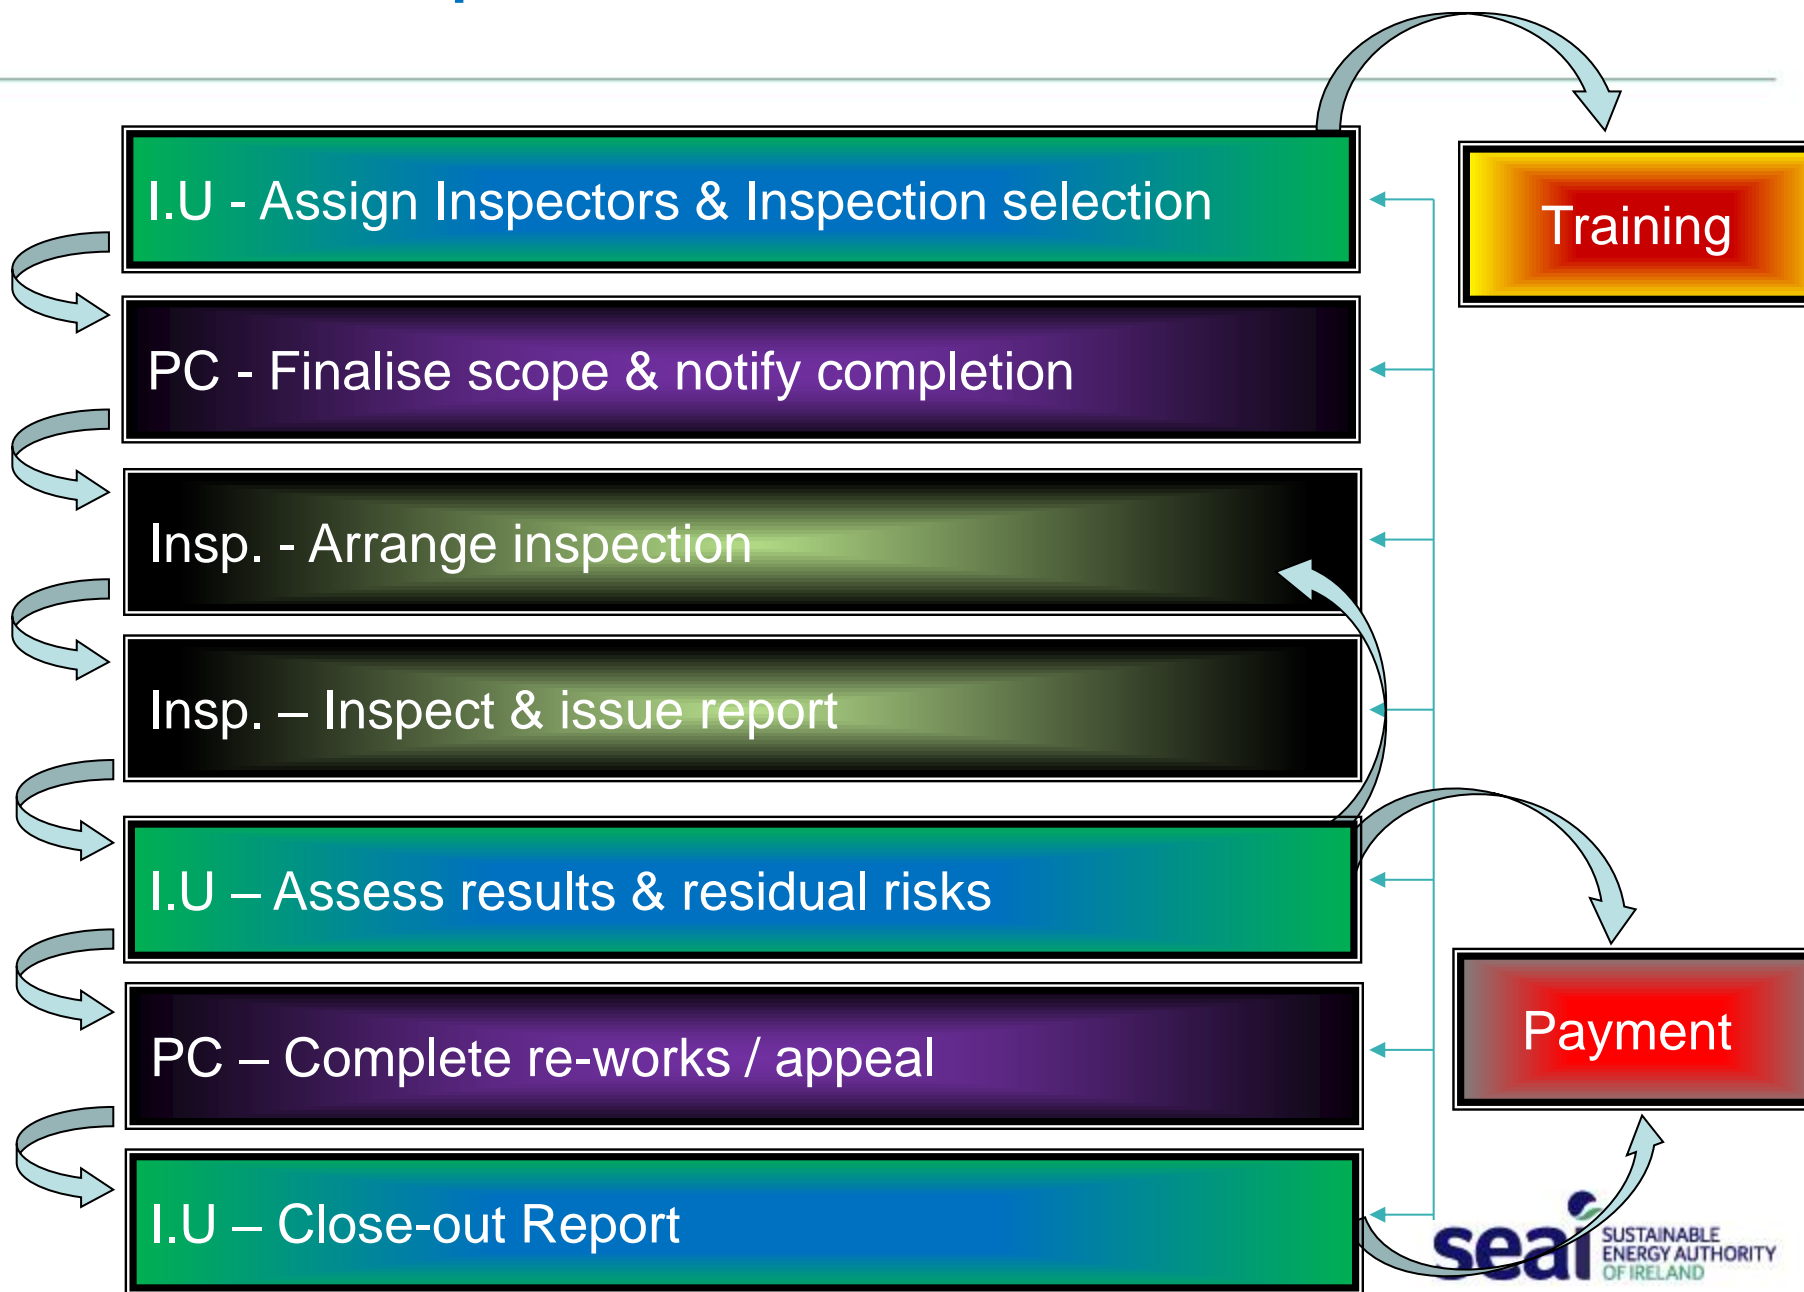 I.U - Assign Inspectors & Inspection selection
Training
PC - Finalise scope & notify completion
Insp. - Arrange inspection
Insp. – Inspect & issue report
I.U – Assess results & residual risks
PC – Complete re-works / appeal
Payment
I.U – Close-out Report
seai
SUSTAINABLE
ENERGY AUTHORITY
OF IRELAND